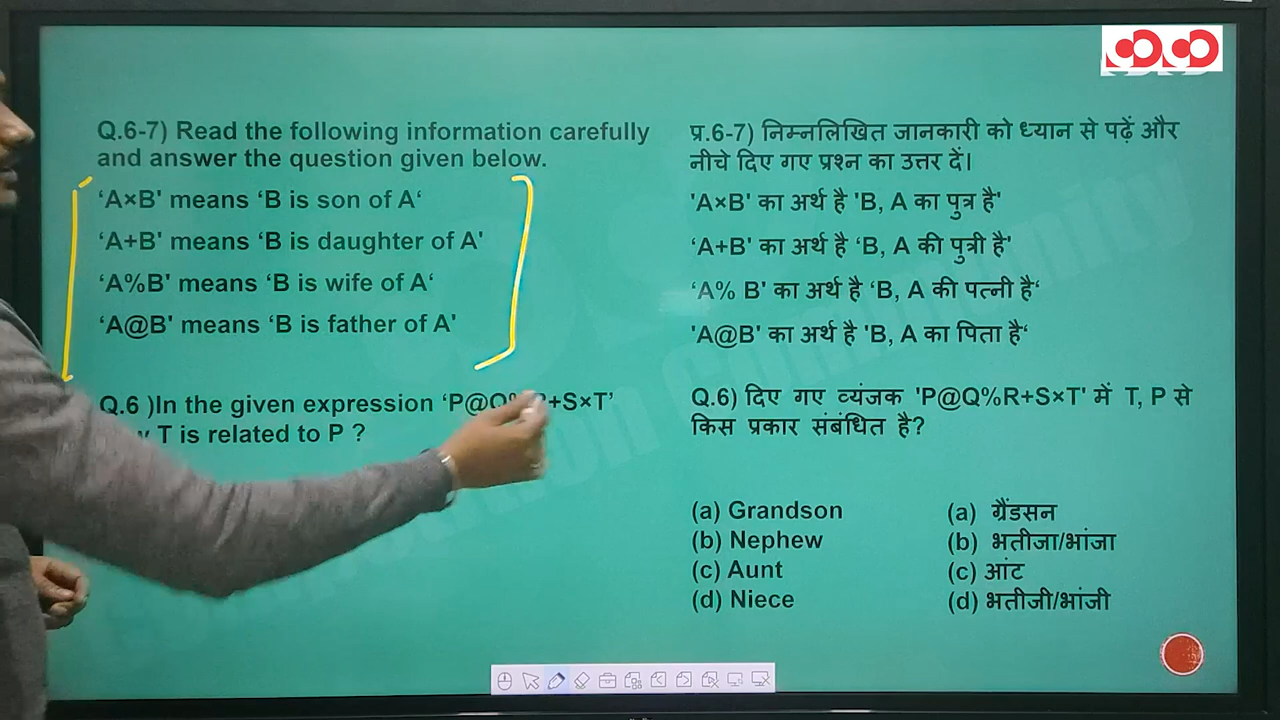 Q.6-7) Read the following information carefully
and answer the question given below.
‘A×B' means ‘B is son of A‘
‘A+B' means ‘B is daughter of A'
‘A%B' means ‘B is wife of A‘
‘A@B' means ‘B is father of A'
Q.6 )In the given expression ‘P@Q%R+S×T’
T is related to P ?
प्र.6-7) निम्नलिखित जानकारी को ध्यान से पढ़ें और
नीचे दिए गए प्रश्न का उत्तर दें।
'A×B' का अर्थ है 'B, A का पुत्र है'
‘A+B' का अर्थ है ‘B, A की पुत्री है'
‘A% B' का अर्थ है ‘B, A की पत्नी है‘
'A@B' का अर्थ है 'B, A का पिता है‘
Q.6) दिए गए व्यंजक 'P@Q%R+S×T' में T, P से
किस प्रकार संबंधित है?
(a) Grandson
(b) Nephew
(c) Aunt
(d) Niece
(a) ग्रैंडसन
(b) भतीजा/भांजा
(c) आंट
(d) भतीजी/भांजी